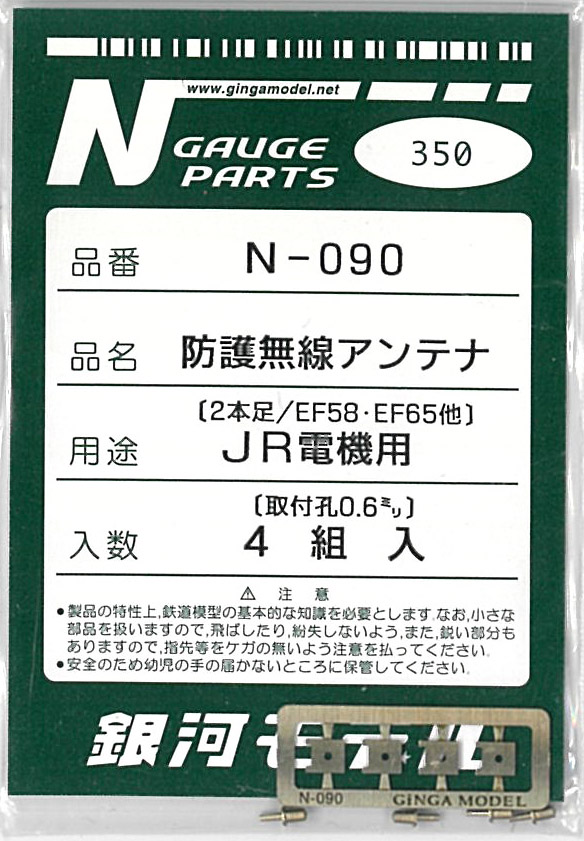 www.gingamodel.net
N GAUGE PARTS
350
品番 N-090
品名 防護無線アンテナ
〔2本足/EF58・EF65他〕
用途 JR電機用
〔取付孔0.6㍉〕
入数 4 組 入
⚠ 注 意
●製品の特性上,鉄道模型の基本的な知識を必要とします.なお,小さな
部品を扱いますので,飛ばしたり,紛失しないよう,また,鋭い部分も
ありますので,指先等をケガの無いよう注意を払ってください.
●安全のため幼児の手の届かないところに保管してください.
銀河モデル
N-090 GiNGA MODEL